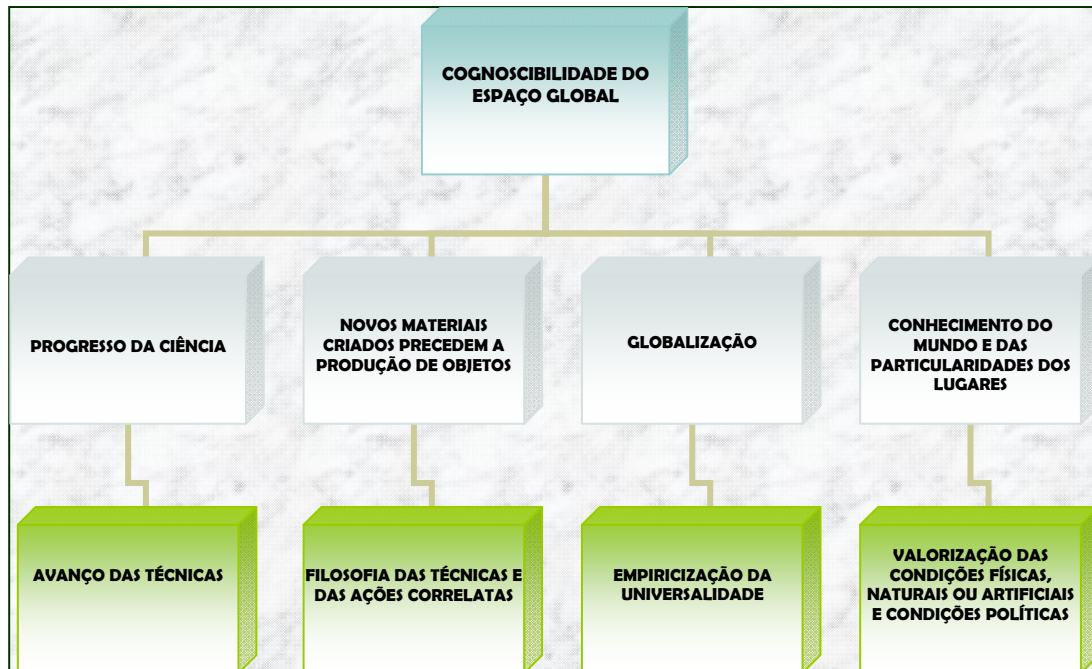 COGNOSCIBILIDADE DO
ESPAÇO GLOBAL
PROGRESSO DA CIÊNCIA
NOVOS MATERIAIS
CRIADOS PRECEDEM A
PRODUÇÃO DE OBJETOS
GLOBALIZAÇÃO
CONHECIMENTO DO
MUNDO E DAS
PARTICULARIDADES DOS
LUGARES
AVANÇO DAS TÉCNICAS
FILOSOFIA DAS TÉCNICAS E
DAS AÇÕES CORRELATAS
EMPIRICIZAÇÃO DA
UNIVERSALIDADE
VALORIZAÇÃO DAS
CONDIÇÕES FÍSICAS,
NATURAIS OU ARTIFICIAIS
E CONDIÇÕES POLÍTICAS